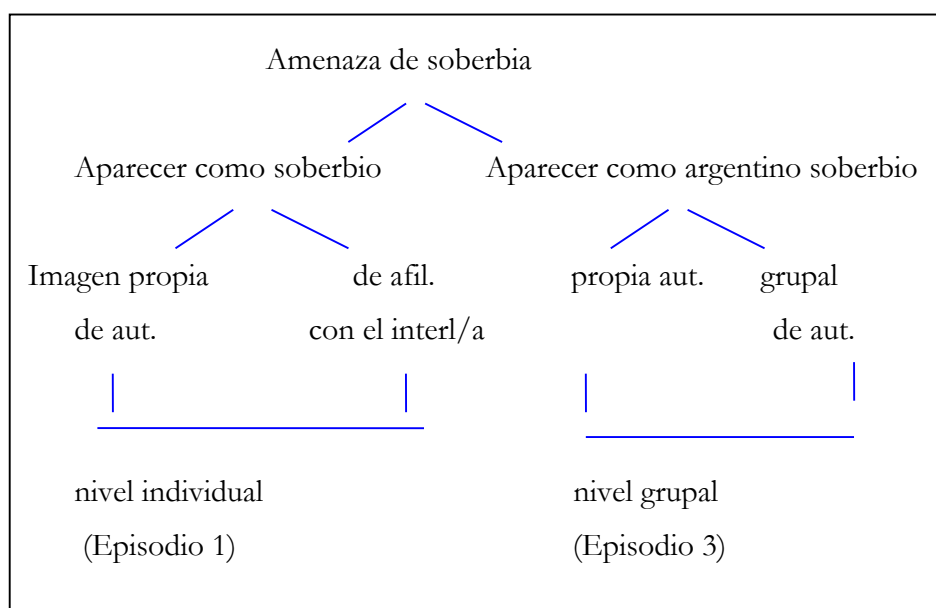 Amenaza de soberbia
Aparecer como soberbio Aparecer como argentino soberbio
Imagen propia de afil. propia aut. grupal
de aut. con el interl/a de aut.
nivel individual nivel grupal
(Episodio 1) (Episodio 3)